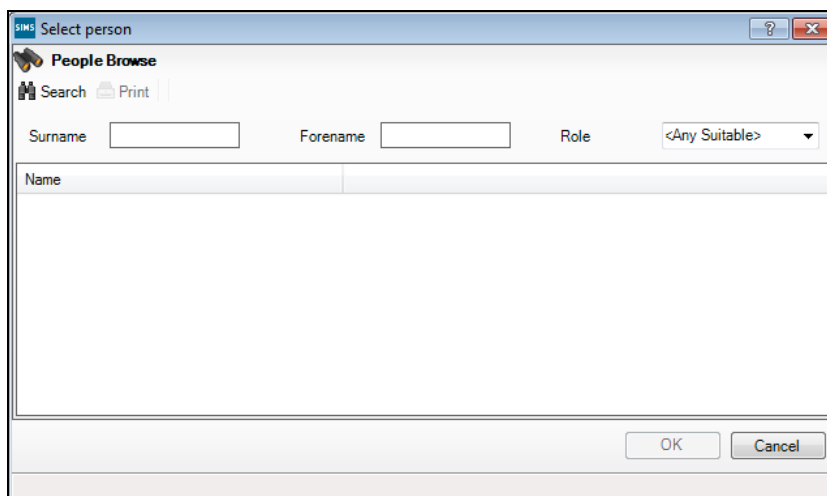 SIMS Select person ?
People Browse
Search Print
Surname Forename Role <Any Suitable>
Name
OK Cancel